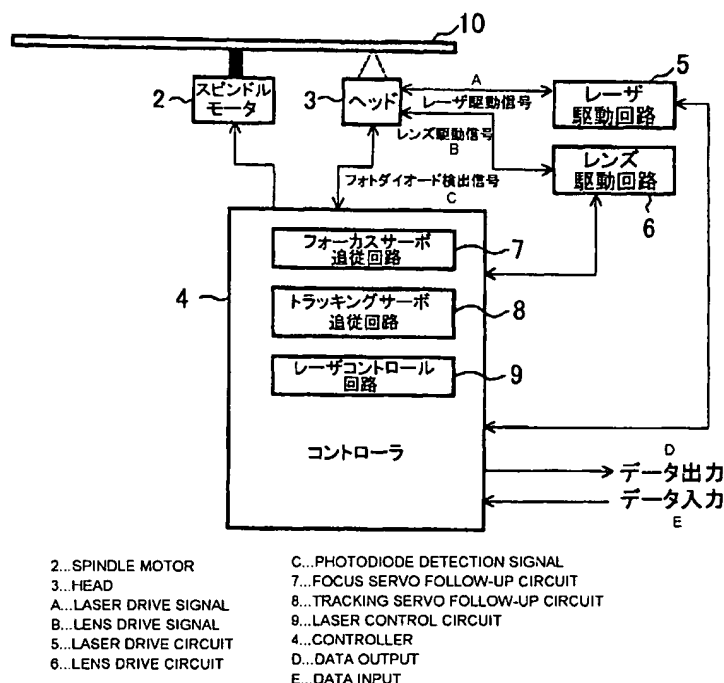 10
2
スピンドル
モータ
3
ヘッド
A
レーザ駆動信号
5
レーザ
駆動回路
レンズ駆動信号
B
レンズ
駆動回路
6
フォトダイオード検出信号
C
4
フォーカスサーボ
追従回路
7
トラッキングサーボ
追従回路
8
レーザコントロール
回路
9
コントローラ
D
データ出力
データ入力
E
2...SPINDLE MOTOR
3...HEAD
A...LASER DRIVE SIGNAL
B...LENS DRIVE SIGNAL
5...LASER DRIVE CIRCUIT
6...LENS DRIVE CIRCUIT
C...PHOTODIODE DETECTION SIGNAL
7...FOCUS SERVO FOLLOW-UP CIRCUIT
8...TRACKING SERVO FOLLOW-UP CIRCUIT
9...LASER CONTROL CIRCUIT
4...CONTROLLER
D...DATA OUTPUT
E...DATA INPUT